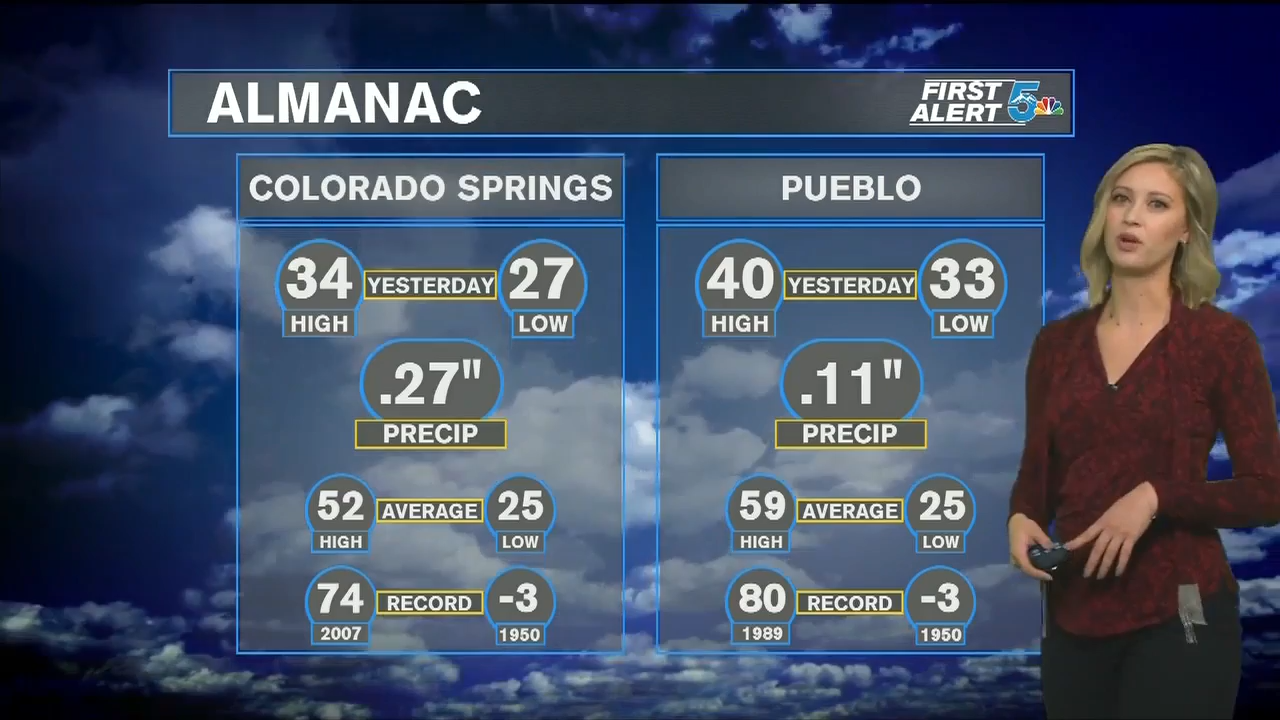 ALMANAC
FIRST
ALERT 5
COLORADO SPRINGS
34 YESTERDAY 27
HIGH LOW
.27"
PRECIP
52 AVERAGE 25
HIGH LOW
74 RECORD -3
2007 1950
PUEBLO
40 YESTERDAY 33
HIGH LOW
.11"
PRECIP
59 AVERAGE 25
HIGH LOW
80 RECORD -3
1989 1950